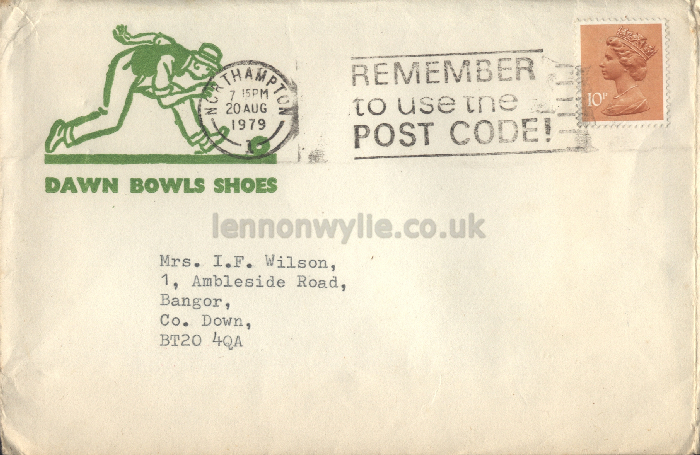 NORTHAMPTON
7 15PM
20 AUG
1979
REMEMBER
to use the
POST CODE!
10P
DAWN BOWLS SHOES
lennonwylie.co.uk
Mrs. I.F. Wilson,
1, Ambleside Road,
Bangor,
Co. Down,
BT20 4QA